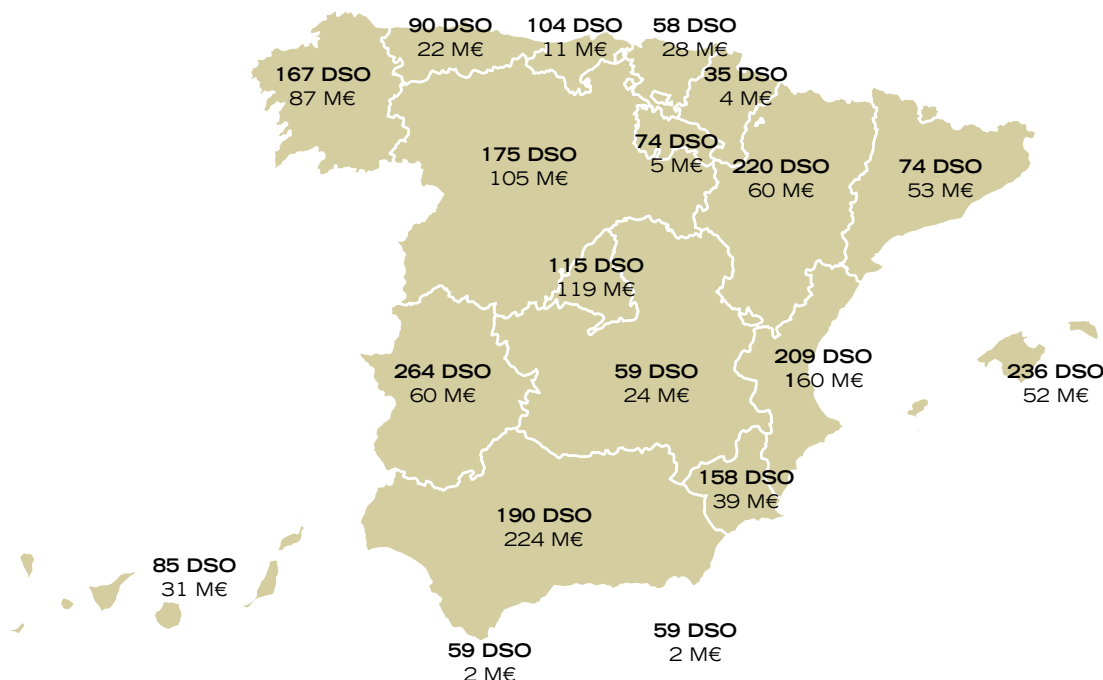 90 DSO
22 M€
104 DSO
11 M€
58 DSO
28 M€
167 DSO
87 M€
35 DSO
4 M€
175 DSO
105 M€
74 DSO
5 M€
220 DSO
60 M€
74 DSO
53 M€
115 DSO
119 M€
264 DSO
60 M€
59 DSO
24 M€
209 DSO
160 M€
236 DSO
52 M€
158 DSO
39 M€
190 DSO
224 M€
85 DSO
31 M€
59 DSO
2 M€
59 DSO
2 M€